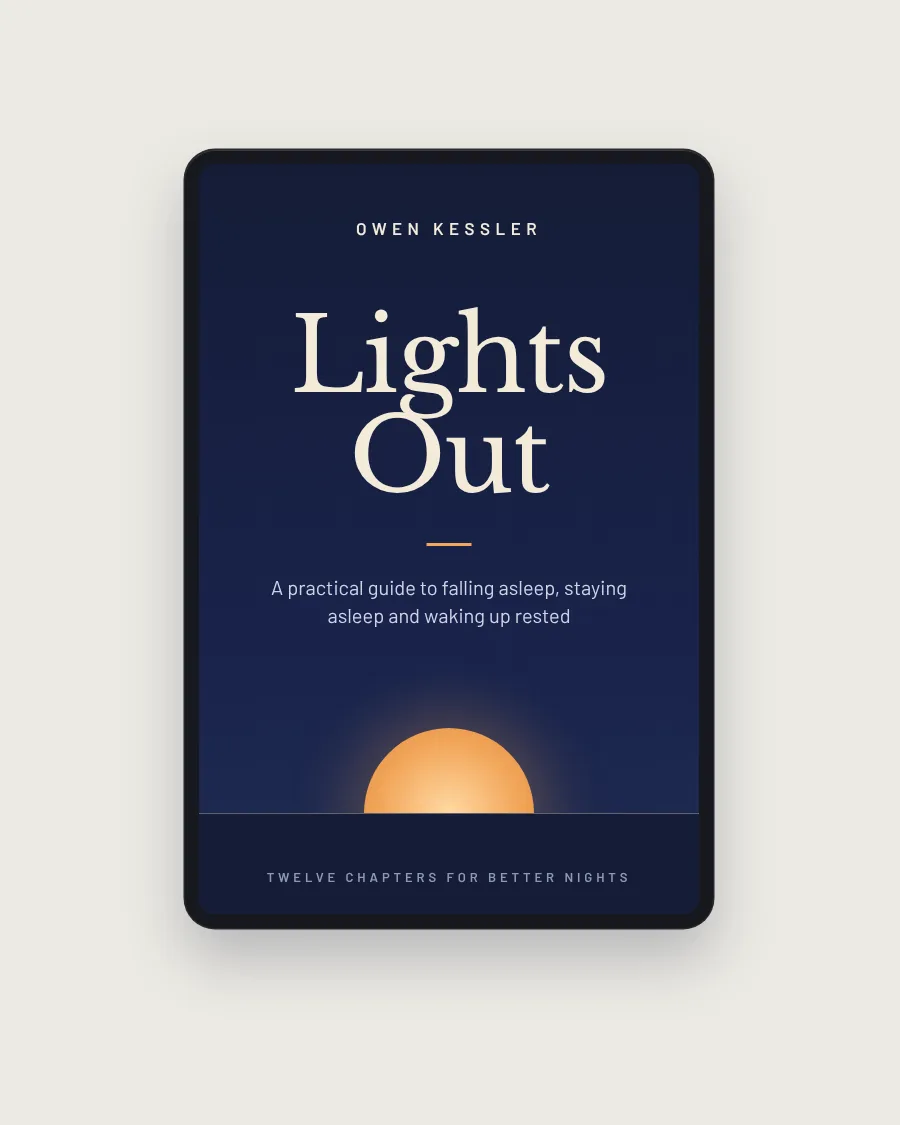 OWEN KESSLER
Lights
Out
A practical guide to falling asleep, staying
asleep and waking up rested
TWELVE CHAPTERS FOR BETTER NIGHTS